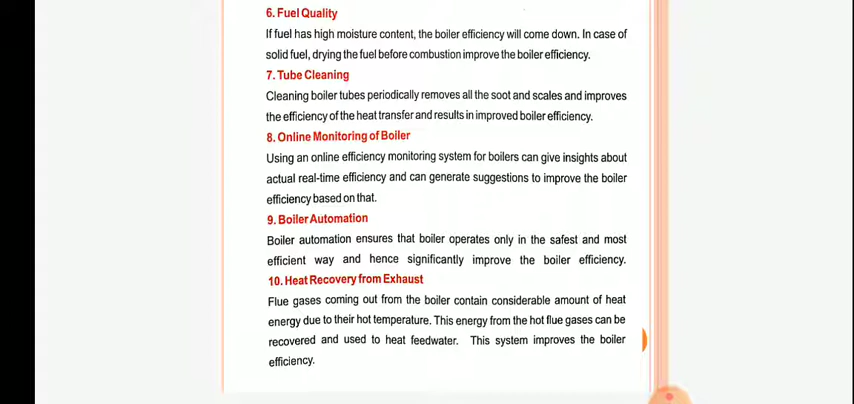 6. Fuel Quality
If fuel has high moisture content, the boiler efficiency will come down. In case of
solid fuel, drying the fuel before combustion improve the boiler efficiency.
7. Tube Cleaning
Cleaning boiler tubes periodically removes all the soot and scales and improves
the efficiency of the heat transfer and results in improved boiler efficiency.
8. Online Monitoring of Boiler
Using an online efficiency monitoring system for boilers can give insights about
actual real-time efficiency and can generate suggestions to improve the boiler
efficiency based on that.
9. Boiler Automation
Boiler automation ensures that boiler operates only in the safest and most
efficient way and hence significantly improve the boiler efficiency.
10. Heat Recovery from Exhaust
Flue gases coming out from the boiler contain considerable amount of heat
energy due to their hot temperature. This energy from the hot flue gases can be
recovered and used to heat feedwater. This system improves the boiler
efficiency.